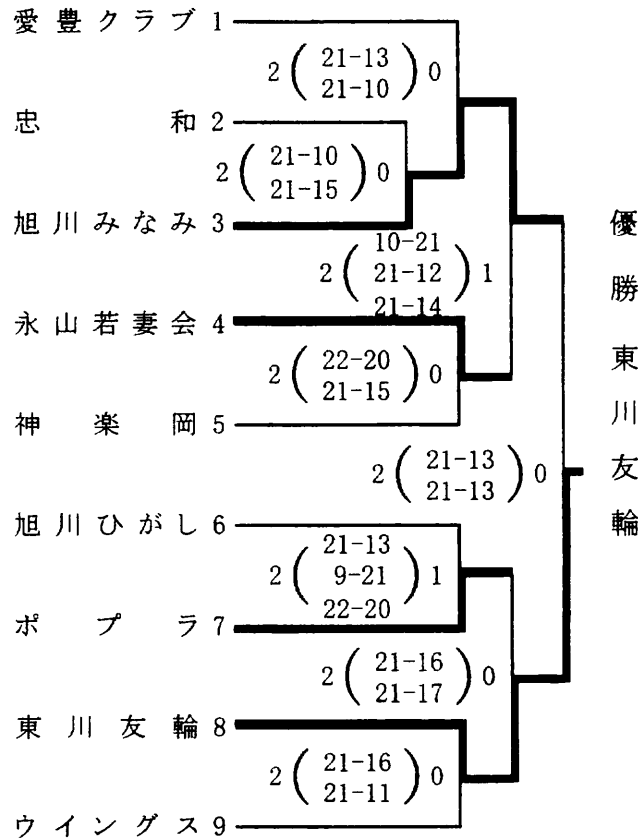 愛豊クラブ 1
2 ( 21-13 21-10 ) 0
忠和 2
2 ( 21-10 21-15 ) 0
旭川みなみ 3
2 ( 10-21 21-12 21-14 ) 1
永山若妻会 4
2 ( 22-20 21-15 ) 0
神楽岡 5
2 ( 21-13 21-13 ) 0
旭川ひがし 6
2 ( 21-13 9-21 22-20 ) 1
ポプラ 7
2 ( 21-16 21-17 ) 0
東川友輪 8
2 ( 21-16 21-11 ) 0
ウイングス 9
優勝東川友輪